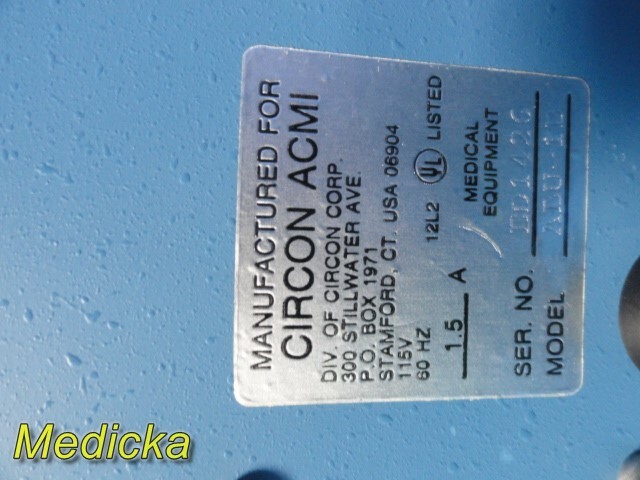 MANUFACTURED FOR
CIRCON ACMI
DIV. OF CIRCON CORP.
300 STILLWATER AVE.
P.O. BOX 1971
STAMFORD, CT. USA 06904
115V
60 HZ 12L2 UL LISTED
1.5 A MEDICAL
EQUIPMENT
SER. NO.
MODEL
Medicka